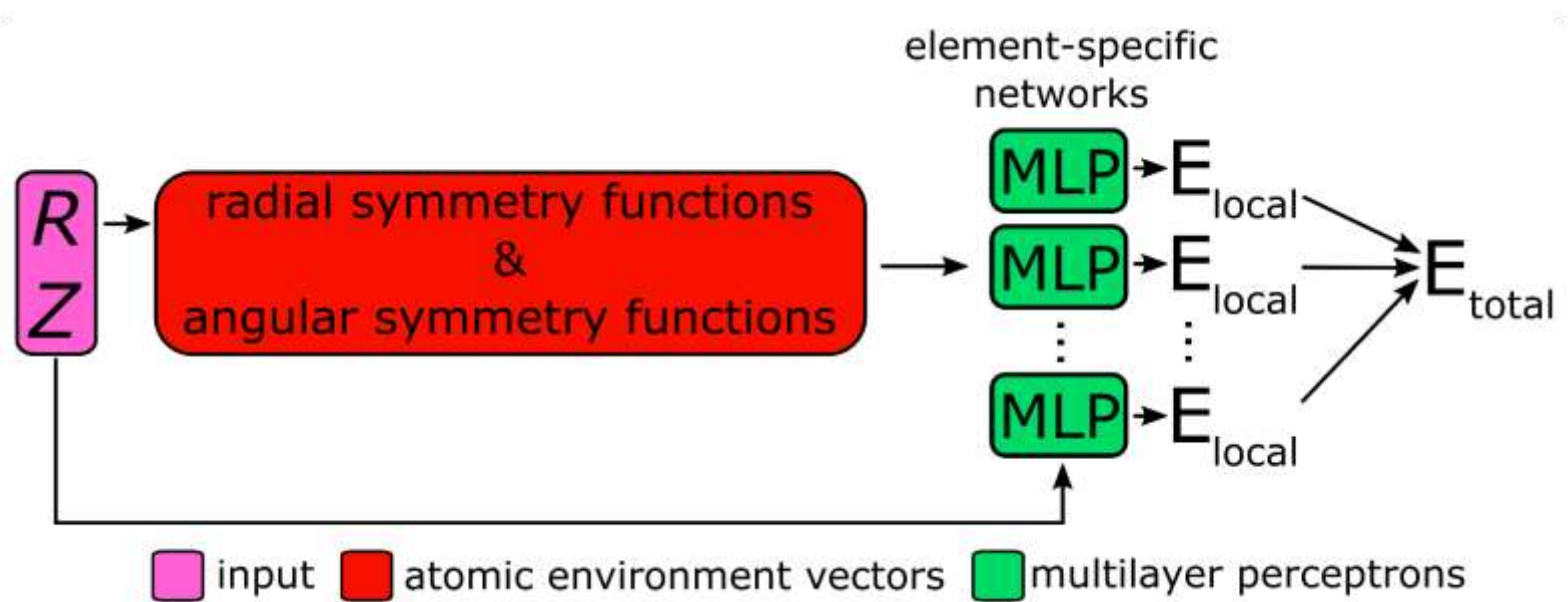 element-specific
networks
R
Z
radial symmetry functions
&
angular symmetry functions
MLP
E local
MLP
E local
MLP
E local
E total
input
atomic environment vectors
multilayer perceptrons